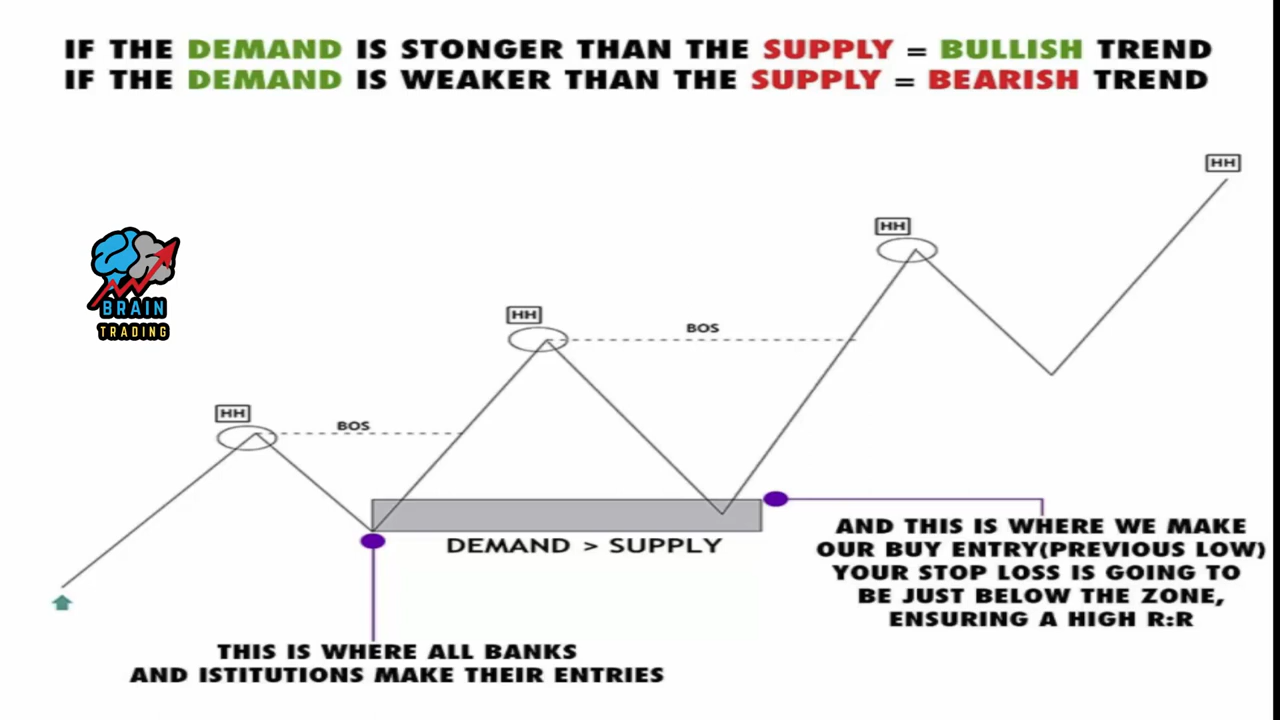 IF THE DEMAND IS STONGER THAN THE SUPPLY = BULLISH TREND
IF THE DEMAND IS WEAKER THAN THE SUPPLY = BEARISH TREND
HH
HH
BRAIN
TRADING
HH
BOS
HH
BOS
DEMAND > SUPPLY
AND THIS IS WHERE WE MAKE
OUR BUY ENTRY(PREVIOUS LOW)
YOUR STOP LOSS IS GOING TO
BE JUST BELOW THE ZONE,
ENSURING A HIGH R:R
THIS IS WHERE ALL BANKS
AND ISTITUTIONS MAKE THEIR ENTRIES